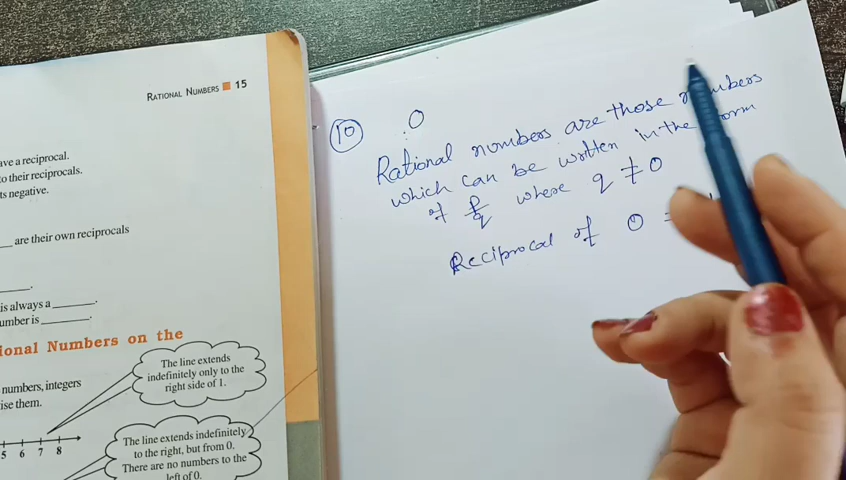 RATIONAL NUMBERS 15
ave a reciprocal.
to their reciprocals.
ts negative.
are their own reciprocals
is always a ________.
umber is ________.
ional Numbers on the
numbers, integers
ise them.
The line extends
indefinitely only to the
right side of 1.
5 6 7 8
The line extends indefinitely
to the right, but from 0.
There are no numbers to the
left of 0.
10 0
Rational numbers are those numbers
which can be written in the form
of p/q where q ≠ 0
Reciprocal of 0 =